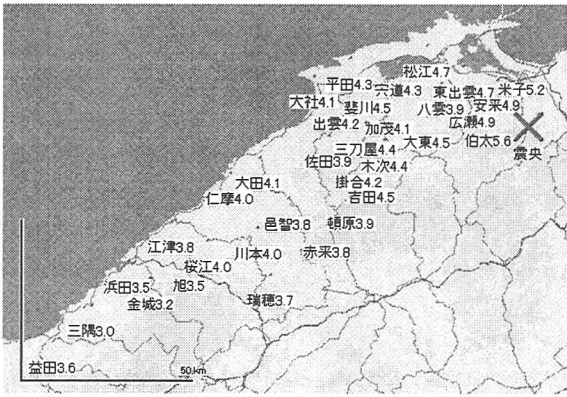 松江4.7
平田4.3
宍道4.3
東出雲4.7
米子5.2
大社4.1
斐川4.5
八雲3.9
安来4.9
出雲4.2
加茂4.1
広瀬4.9
三刀屋4.4
大東4.5
伯太5.6
震央
佐田3.9
木次4.4
大田4.1
掛合4.2
仁摩4.0
吉田4.5
邑智3.8
頓原3.9
江津3.8
川本4.0
赤来3.8
桜江4.0
浜田3.5
旭3.5
金城3.2
瑞穂3.7
三隅3.0
益田3.6
50.km